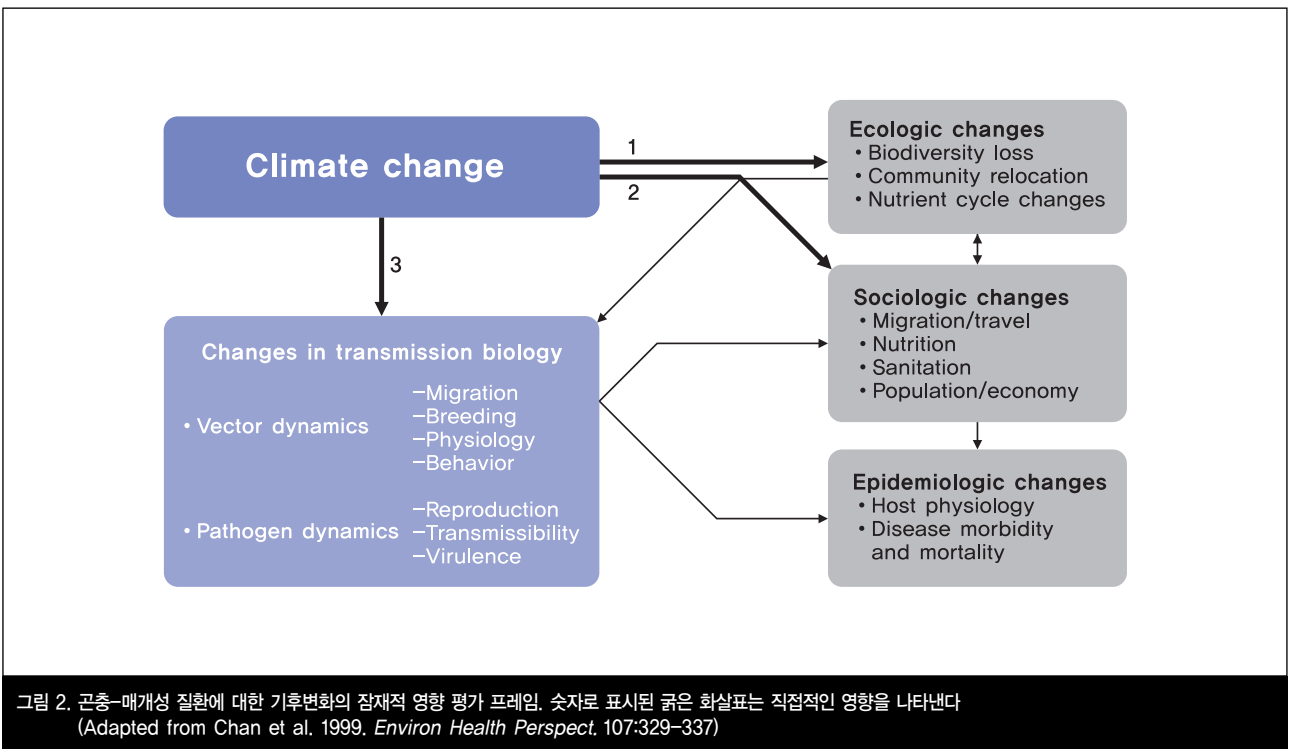 Climate change
1
2
3
Ecologic changes
• Biodiversity loss
• Community relocation
• Nutrient cycle changes
Sociologic changes
• Migration/travel
• Nutrition
• Sanitation
• Population/economy
Changes in transmission biology
• Vector dynamics
–Migration
–Breeding
–Physiology
–Behavior
• Pathogen dynamics
–Reproduction
–Transmissibility
–Virulence
Epidemiologic changes
• Host physiology
• Disease morbidity
and mortality
그림 2. 곤충-매개성 질환에 대한 기후변화의 잠재적 영향 평가 프레임. 숫자로 표시된 굵은 화살표는 직접적인 영향을 나타낸다
(Adapted from Chan et al. 1999. Environ Health Perspect. 107:329-337)